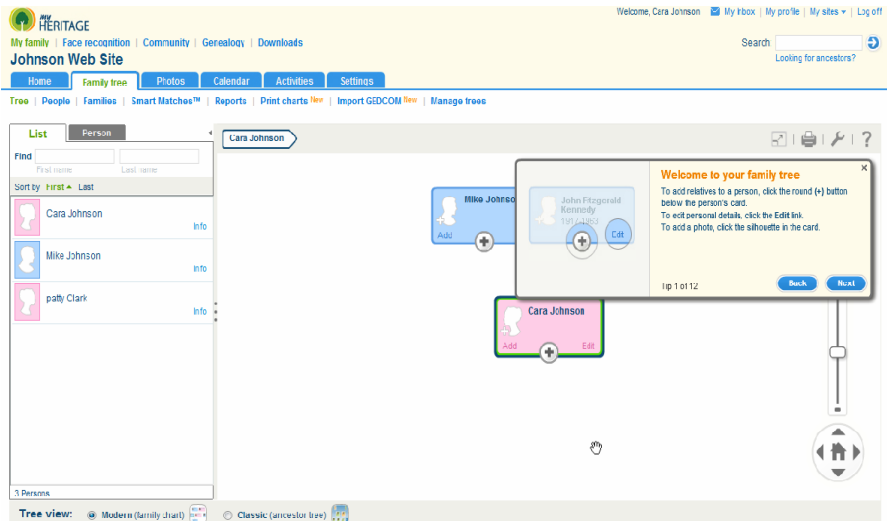 Welcome, Cara Johnson My Inbox | My profile | My sites | Log off
my HERITAGE
My family | Face recognition | Community | Genealogy | Downloads
Search
Johnson Web Site
Looking for ancestors?
Home Family tree Photos Calendar Activities Settings
Tree | People | Families | Smart Matches™ | Reports | Print charts New | Import GEDCOM New | Manage trees
List Person
Cara Johnson
Find
First name Last name
Sort by First Last
Cara Johnson
Info
Mike Johnson
Info
patty Clark
Info
3 Persons
Mike Johnso
Add
John Fitzgerald
Kennedy
1917-1963
Edit
Welcome to your family tree
To add relatives to a person, click the round (+) button
below the person's card.
To edit personal details, click the Edit link.
To add a photo, click the silhouette in the card.
Tip 1 of 12
Back Next
Cara Johnson
Add Edit
Tree view: Modern (family chart) Classic (ancestor tree)